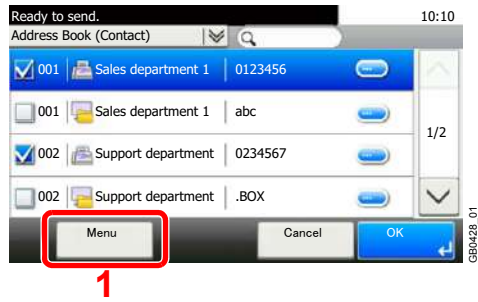 Ready to send. 10:10
Address Book (Contact)
001 Sales department 1 0123456
001 Sales department 1 abc
1/2
002 Support department 0234567
002 Support department .BOX
Menu Cancel OK
1
GB0428_01